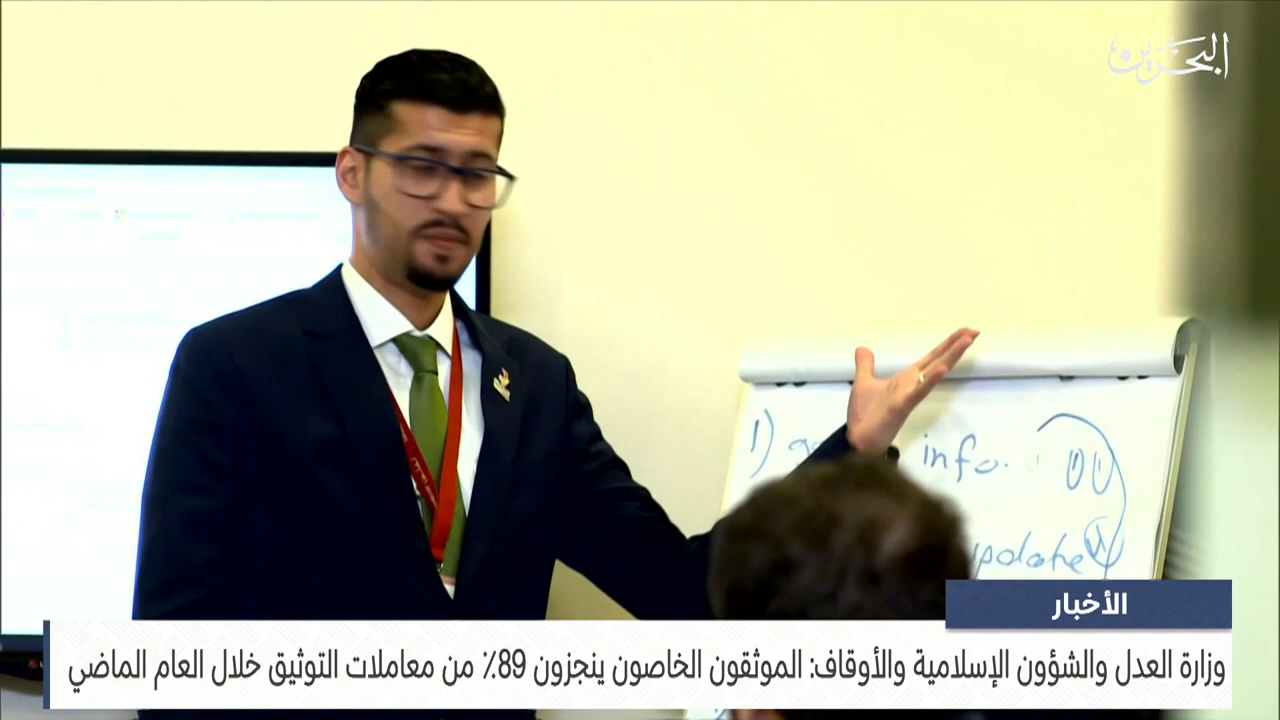 البحرين
1)
info.
update
الأخبار
وزارة العدل والشؤون الإسلامية والأوقاف: الموثقون الخاصون ينجزون 89٪ من معاملات التوثيق خلال العام الماضي